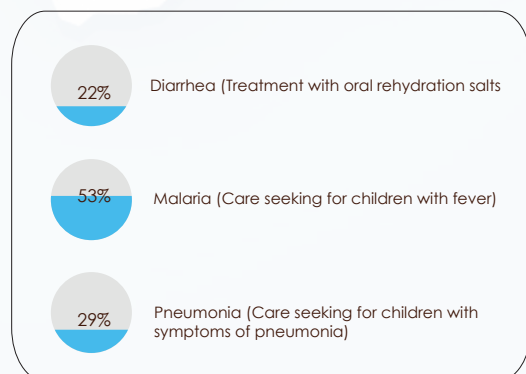 22%
Diarrhea (Treatment with oral rehydration salts
53%
Malaria (Care seeking for children with fever)
29%
Pneumonia (Care seeking for children with
symptoms of pneumonia)